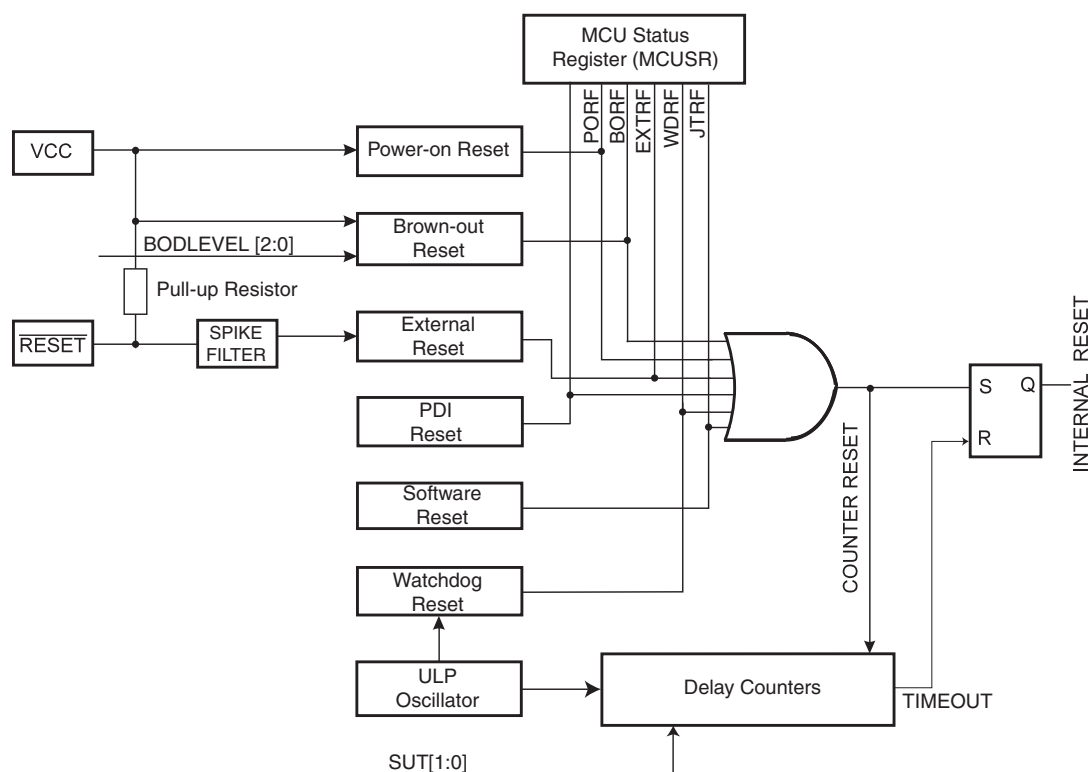 MCU Status
Register (MCUSR)
PORF
BORF
EXTRF
WDRF
JTRF
VCC
Power-on Reset
BODLEVEL [2:0]
Brown-out
Reset
Pull-up Resistor
RESET
SPIKE
FILTER
External
Reset
PDI
Reset
Software
Reset
Watchdog
Reset
ULP
Oscillator
SUT[1:0]
Delay Counters
COUNTER RESET
TIMEOUT
S
Q
R
INTERNAL RESET